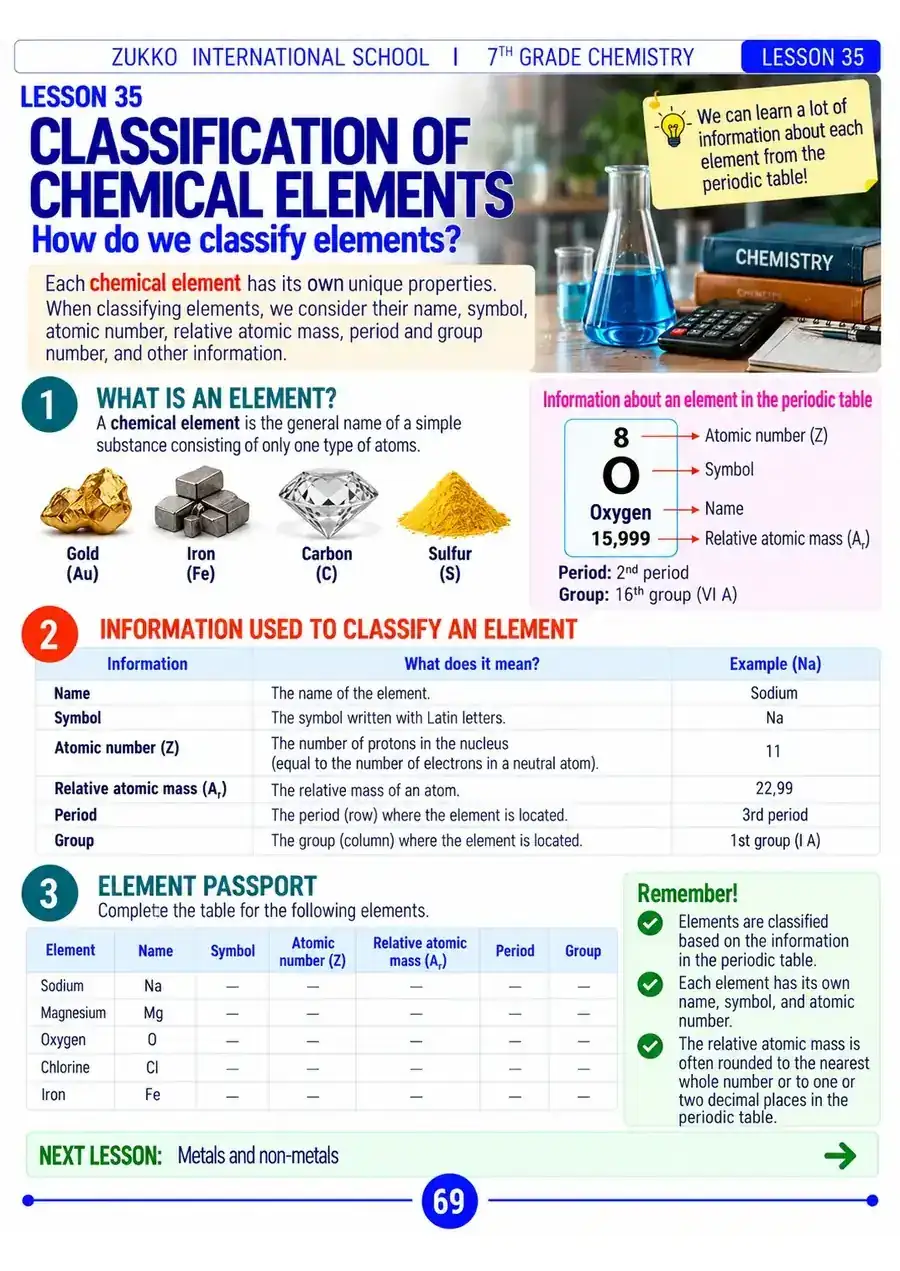 ZUKKO INTERNATIONAL SCHOOL I 7TH GRADE CHEMISTRY LESSON 35
LESSON 35
CLASSIFICATION OF
CHEMICAL ELEMENTS
How do we classify elements?
We can learn a lot of
information about each
element from the
periodic table!
CHEMISTRY
Each chemical element has its own unique properties.
When classifying elements, we consider their name, symbol,
atomic number, relative atomic mass, period and group
number, and other information.
1 WHAT IS AN ELEMENT?
A chemical element is the general name of a simple
substance consisting of only one type of atoms.
Gold Iron Carbon Sulfur
(Au) (Fe) (C) (S)
Information about an element in the periodic table
8 Atomic number (Z)
O Symbol
Oxygen Name
15,999 Relative atomic mass (Ar)
Period: 2nd period
Group: 16th group (VI A)
2 INFORMATION USED TO CLASSIFY AN ELEMENT
Information What does it mean? Example (Na)
Name The name of the element. Sodium
Symbol The symbol written with Latin letters. Na
Atomic number (Z) The number of protons in the nucleus
(equal to the number of electrons in a neutral atom). 11
Relative atomic mass (Ar) The relative mass of an atom. 22,99
Period The period (row) where the element is located. 3rd period
Group The group (column) where the element is located. 1st group (I A)
3 ELEMENT PASSPORT
Complete the table for the following elements.
Element Name Symbol Atomic number (Z) Relative atomic mass (Ar) Period Group
Sodium Na — — — — —
Magnesium Mg — — — — —
Oxygen O — — — — —
Chlorine Cl — — — — —
Iron Fe — — — — —
Remember!
Elements are classified
based on the information
in the periodic table.
Each element has its own
name, symbol, and atomic
number.
The relative atomic mass is
often rounded to the nearest
whole number or to one or
two decimal places in the
periodic table.
NEXT LESSON: Metals and non-metals
69